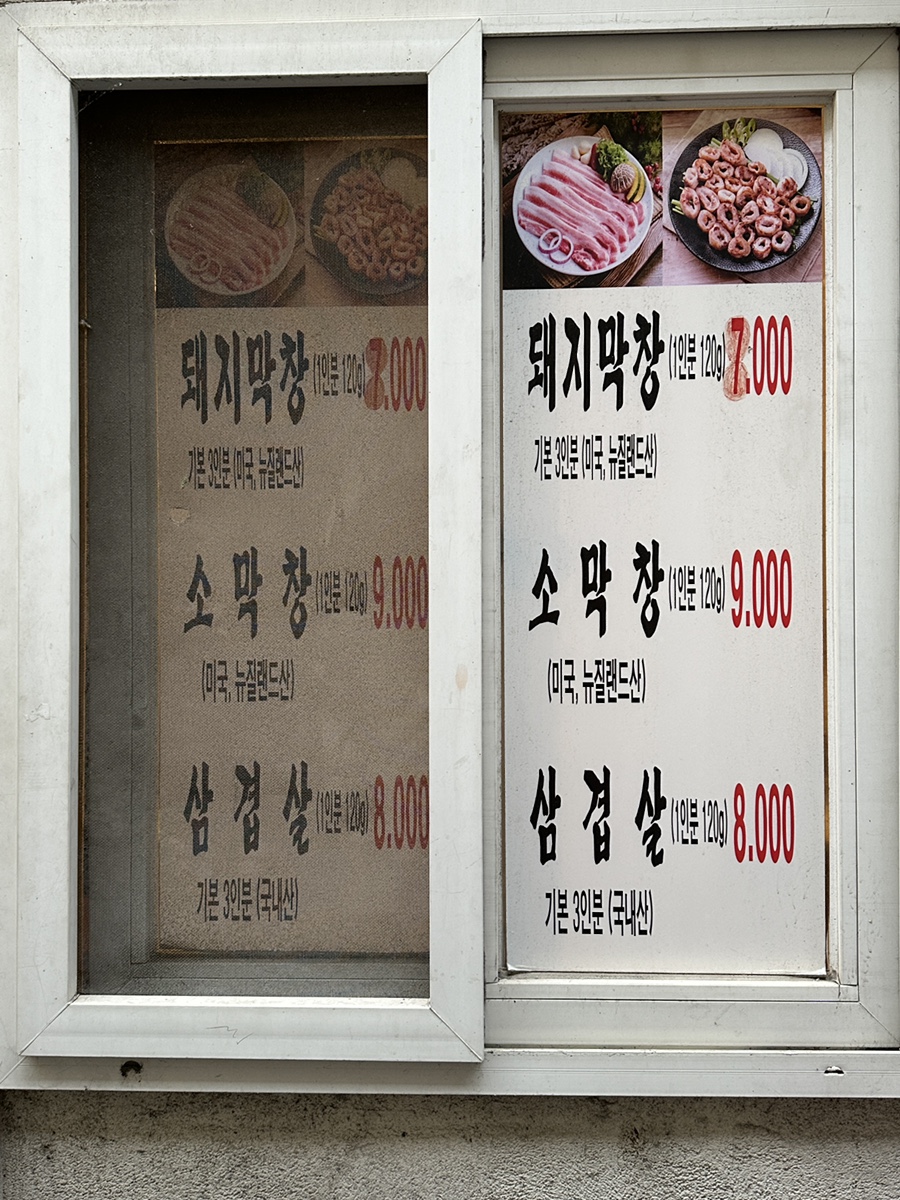 돼지막창 (1인분 120g)
기본 3인분 (미국, 뉴질랜드산)
소 막 창 (1인분 120g) 9.000
(미국, 뉴질랜드산)
삼 겹 살 (1인분 120g) 8.000
기본 3인분 (국내산)
돼지막창 (1인분 120g) 7.000
기본 3인분 (미국, 뉴질랜드산)
소 막 창 (1인분 120g) 9.000
(미국, 뉴질랜드산)
삼 겹 살 (1인분 120g) 8.000
기본 3인분 (국내산)